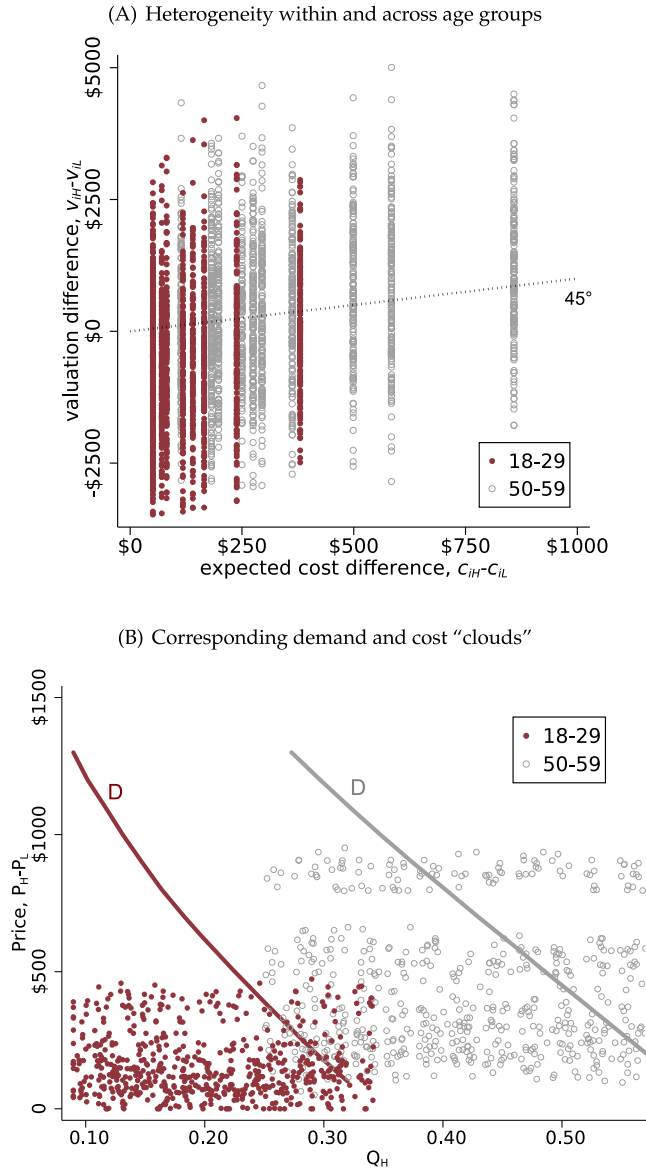 (A) Heterogeneity within and across age groups
$5000
$2500
$0
-$2500
valuation difference, v_iH-v_iL
45°
18-29
50-59
$0 $250 $500 $750 $1000
expected cost difference, c_iH-c_iL
(B) Corresponding demand and cost “clouds”
$1500
$1000
$500
0
Price, P_H-P_L
18-29
50-59
D
D
0.10 0.20 0.30 0.40 0.50
Q_H